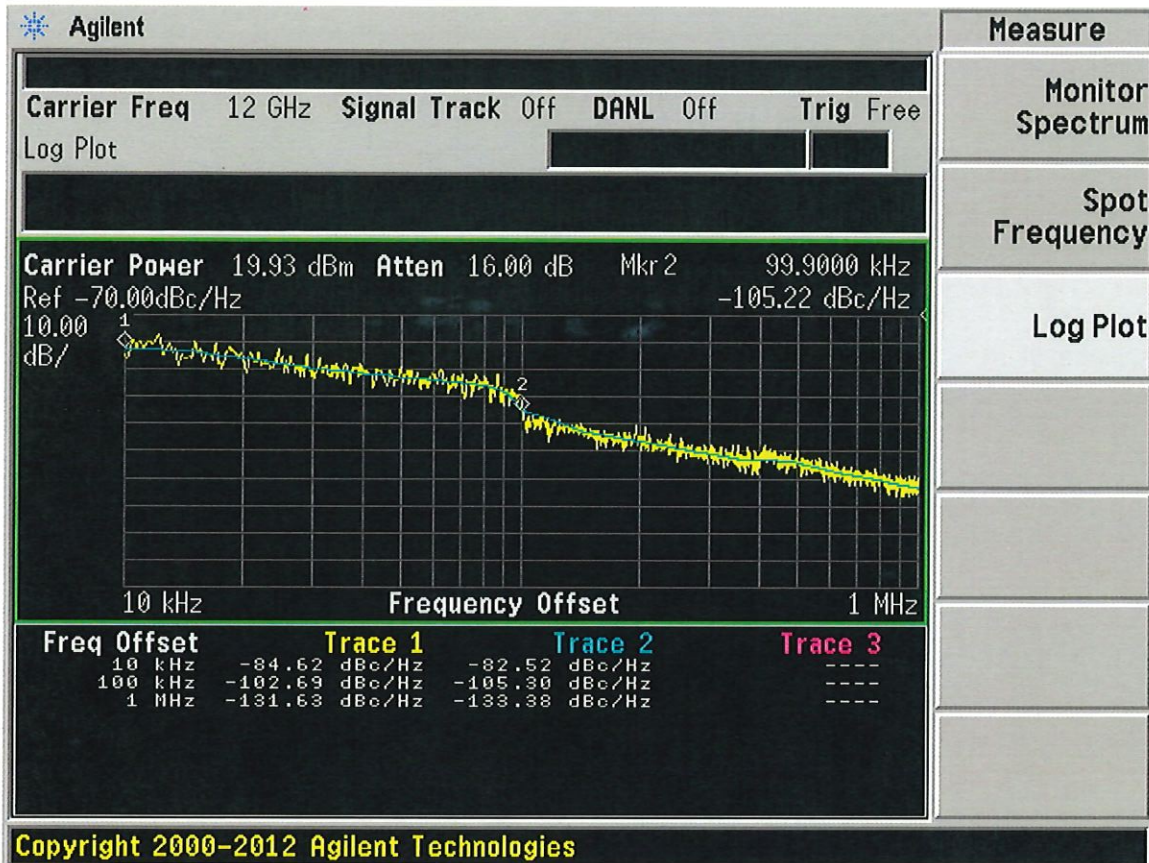 Agilent
Measure
Carrier Freq 12 GHz Signal Track Off DANL Off Trig Free
Log Plot
Monitor
Spectrum
Spot
Frequency
Log Plot
Carrier Power 19.93 dBm Atten 16.00 dB Mkr2 99.9000 kHz
Ref -70.00dBc/Hz -105.22 dBc/Hz
10.00
dB/
1
2
10 kHz Frequency Offset 1 MHz
Freq Offset Trace 1 Trace 2 Trace 3
10 kHz -84.62 dBc/Hz -82.52 dBc/Hz ----
100 kHz -102.69 dBc/Hz -105.30 dBc/Hz ----
1 MHz -131.63 dBc/Hz -133.38 dBc/Hz ----
Copyright 2000-2012 Agilent Technologies